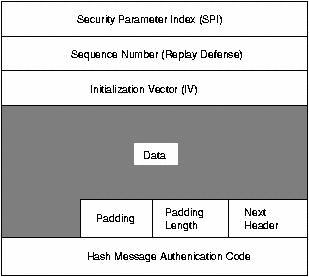 Security Parameter Index (SPI)
Sequence Number (Replay Defense)
Initialization Vector (IV)
Data
Padding
Padding
Length
Next
Header
Hash Message Authenication Code